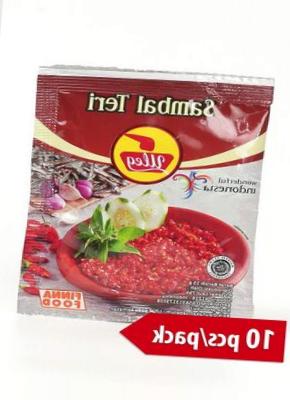 Sambal Teri
Uleg
wonderful
indonesia
FINNA
FOOD
10 pcs/pack